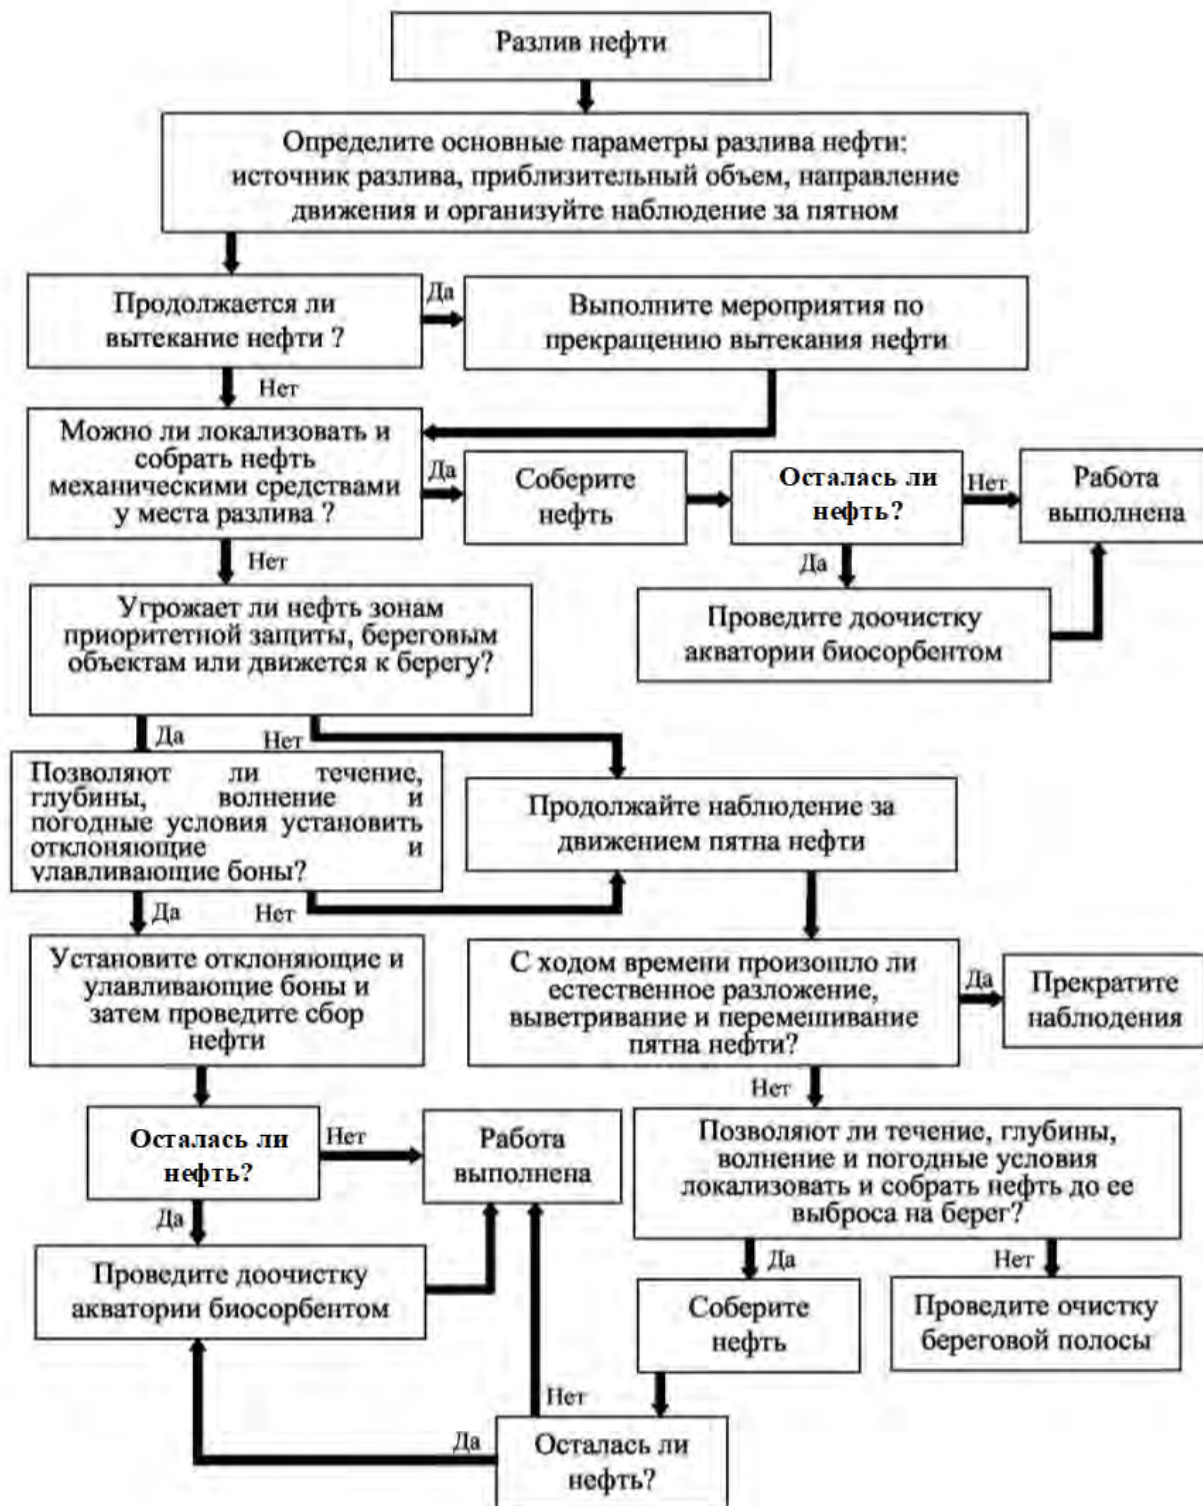 Разлив нефти
Определите основные параметры разлива нефти:
источник разлива, приблизительный объем, направление
движения и организуйте наблюдение за пятном
Продолжается ли
вытекание нефти ?
Да
Выполните мероприятия по
прекращению вытекания нефти
Нет
Можно ли локализовать и
собрать нефть
механическими средствами
у места разлива ?
Да
Соберите
нефть
Осталась ли
нефть?
Нет
Работа
выполнена
Да
Проведите доочистку
акватории биосорбентом
Нет
Угрожает ли нефть зонам
приоритетной защиты, береговым
объектам или движется к берегу?
Да
Нет
Позволяют ли течение,
глубины, волнение и
погодные условия установить
отклоняющие и
улавливающие боны?
Продолжайте наблюдение за
движением пятна нефти
Да
Нет
Установите отклоняющие и
улавливающие боны и
затем проведите сбор
нефти
С ходом времени произошло ли
естественное разложение,
выветривание и перемешивание
пятна нефти?
Да
Прекратите
наблюдения
Нет
Осталась ли
нефть?
Нет
Работа
выполнена
Позволяют ли течение, глубины,
волнение и погодные условия
локализовать и собрать нефть до ее
выброса на берег?
Да
Проведите доочистку
акватории биосорбентом
Да
Нет
Соберите
нефть
Проведите очистку
береговой полосы
Нет
Да
Осталась ли
нефть?